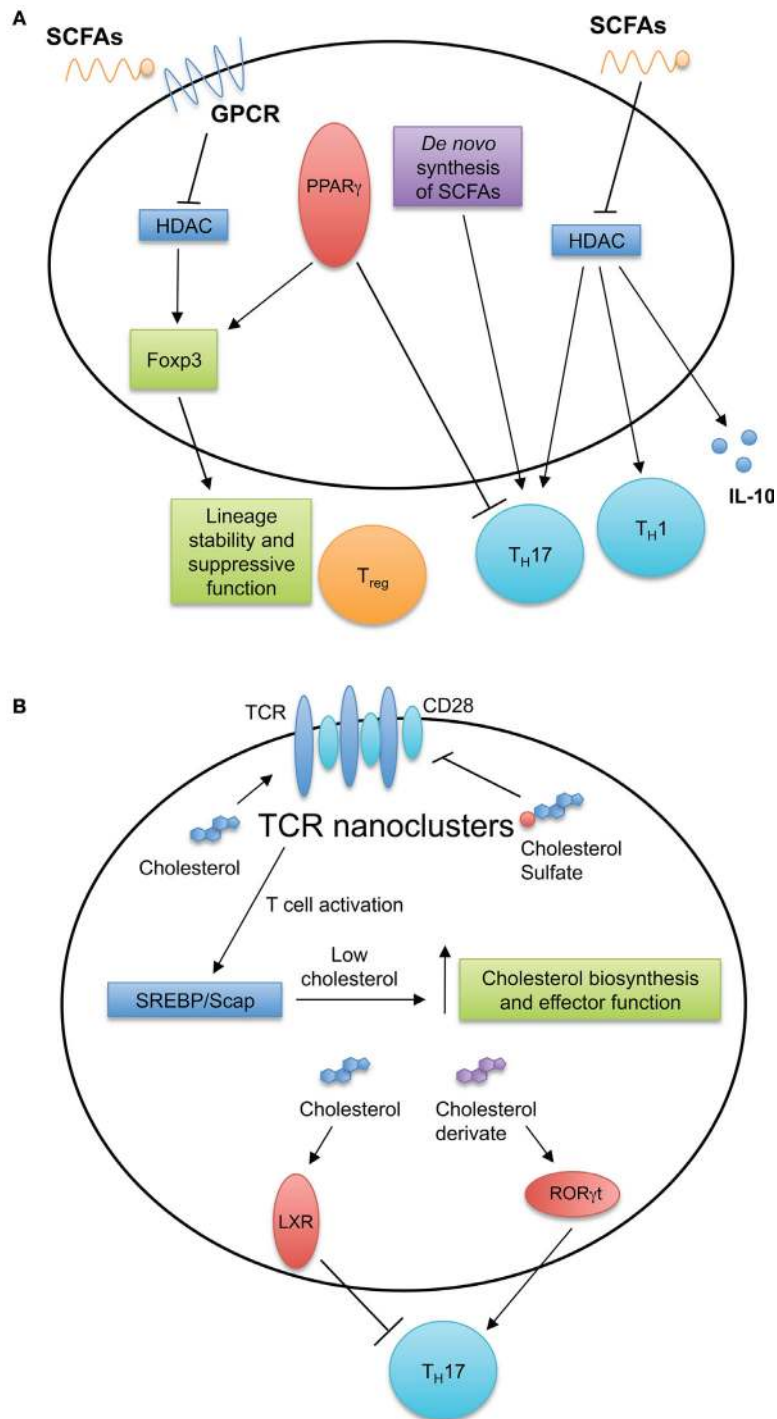 A
SCFAs
SCFAs
GPCR
De novo
synthesis
of SCFAs
PPARγ
HDAC
HDAC
Foxp3
IL-10
Lineage
stability and
suppressive
function
Treg
TH17
TH1
B
TCR
CD28
TCR nanoclusters
Cholesterol
Cholesterol
Sulfate
T cell activation
Low
cholesterol
SREBP/Scap
Cholesterol biosynthesis
and effector function
Cholesterol
Cholesterol
derivate
LXR
RORγt
TH17